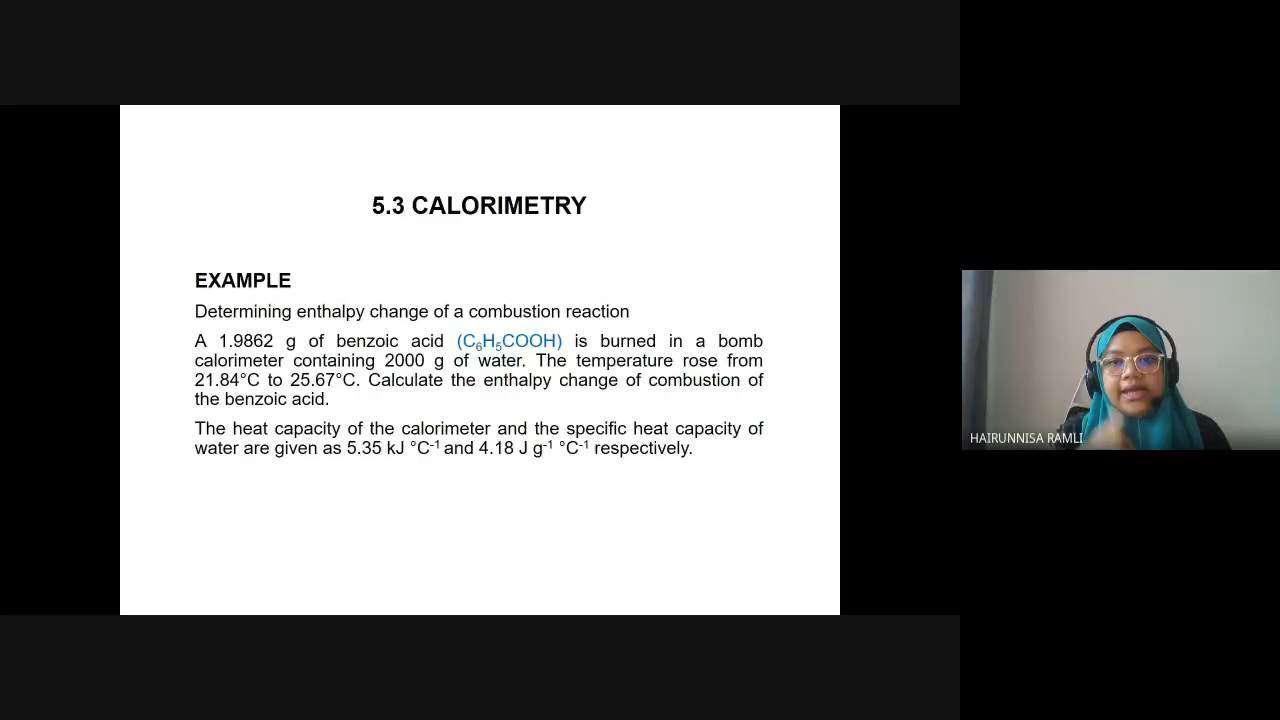 5.3 CALORIMETRY
EXAMPLE
Determining enthalpy change of a combustion reaction
A 1.9862 g of benzoic acid (C₆H₅COOH) is burned in a bomb
calorimeter containing 2000 g of water. The temperature rose from
21.84°C to 25.67°C. Calculate the enthalpy change of combustion of
the benzoic acid.
The heat capacity of the calorimeter and the specific heat capacity of
water are given as 5.35 kJ °C⁻¹ and 4.18 J g⁻¹ °C⁻¹ respectively.
HAIRUNNISA RAMLI